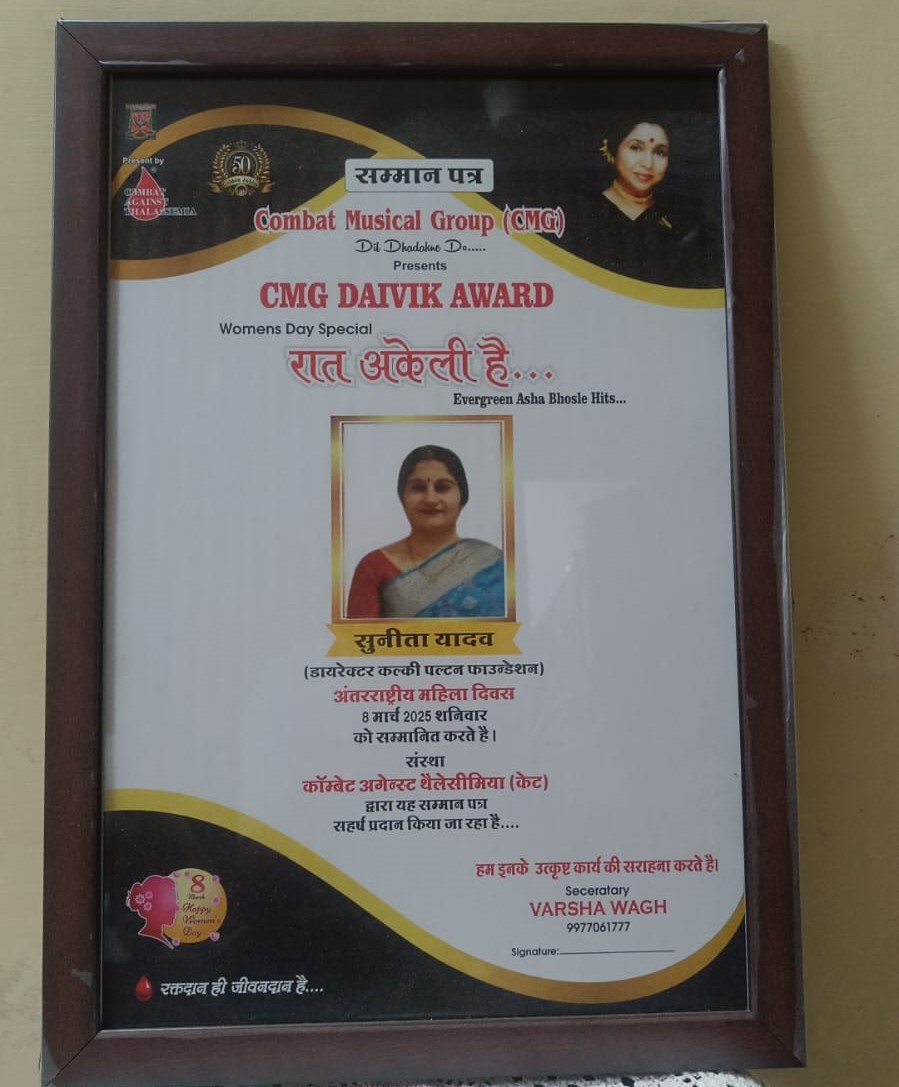 Present by
COMBAT
AGAINST
THALASSEMIA
50
सम्मान पत्र
Combat Musical Group (CMG)
Dil Dhadakne Do.....
Presents
CMG DAIVIK AWARD
Womens Day Special
रात अकेली है...
Evergreen Asha Bhosle Hits...
सुनीता यादव
(डायरेक्टर कल्की पल्टन फाउन्डेशन)
अंतरराष्ट्रीय महिला दिवस
8 मार्च 2025 शनिवार
को सम्मानित करते है।
संस्था
कॉम्बेट अगेन्स्ट थैलेसीमिया (केट)
द्वारा यह सम्मान पत्र
सहर्ष प्रदान किया जा रहा है....
हम इनके उत्कृष्ट कार्य की सराहना करते है।
Seceratary
VARSHA WAGH
9977061777
Signature:
8
March
Happy
Women's
Day
रक्तदान ही जीवनदान है....